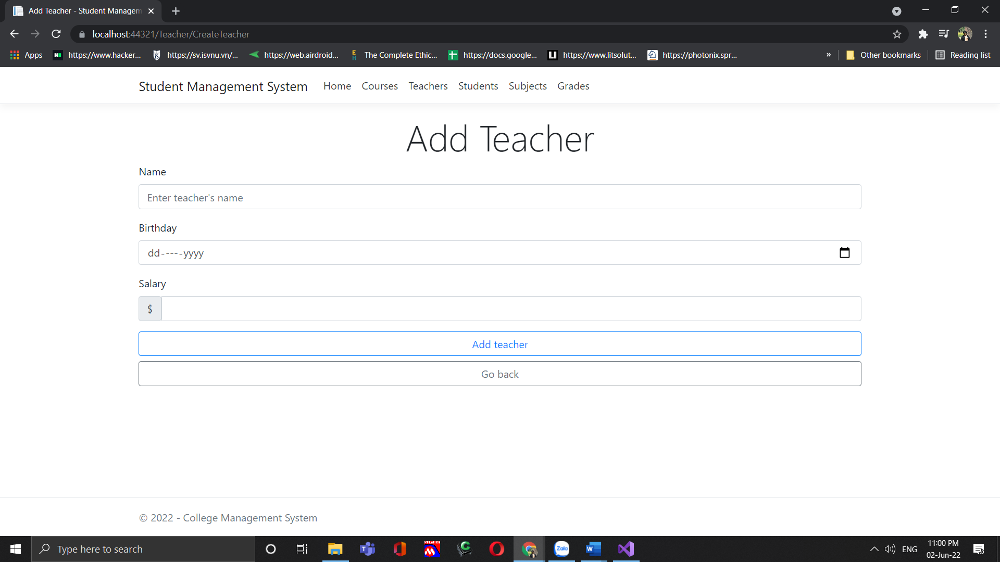 Add Teacher - Student Managem
localhost:44321/Teacher/CreateTeacher
Apps https://www.hacker... https://sv.isvnu.vn/... https://web.airdroid... The Complete Ethic... https://docs.google... https://www.litsolut... https://photonix.spr... » Other bookmarks Reading list
Student Management System Home Courses Teachers Students Subjects Grades
Add Teacher
Name
Enter teacher's name
Birthday
dd-----yyyy
Salary
$
Add teacher
Go back
© 2022 - College Management System
Type here to search
Zalo
ENG
11:00 PM
02-Jun-22